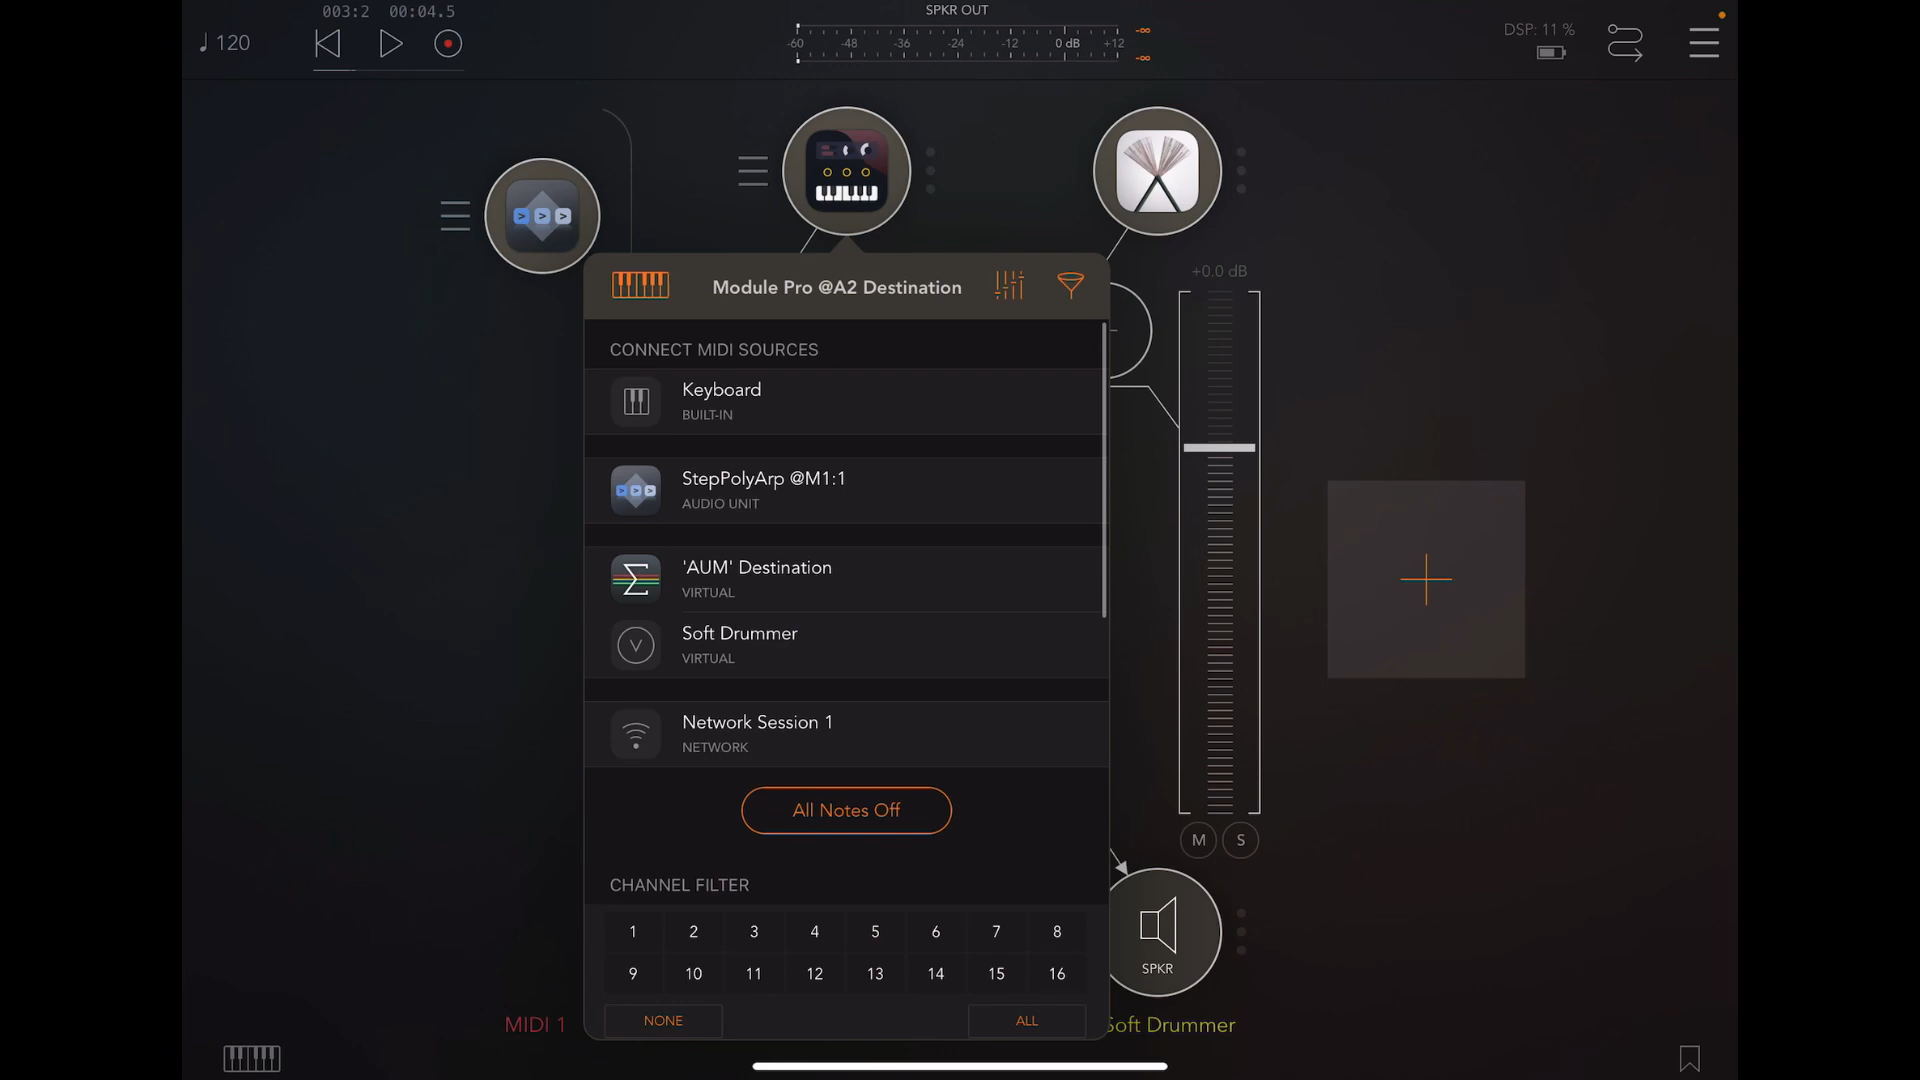 003:2 00:04.5
120
SPKR OUT
-60 -48 -36 -24 -12 0 dB +12
-∞
-∞
DSP: 11 %
Module Pro @A2 Destination
CONNECT MIDI SOURCES
Keyboard
BUILT-IN
StepPolyArp @M1:1
AUDIO UNIT
'AUM' Destination
VIRTUAL
Soft Drummer
VIRTUAL
Network Session 1
NETWORK
All Notes Off
CHANNEL FILTER
1 2 3 4 5 6 7 8
9 10 11 12 13 14 15 16
NONE ALL
+0.0 dB
M S
SPKR
MIDI 1
Soft Drummer